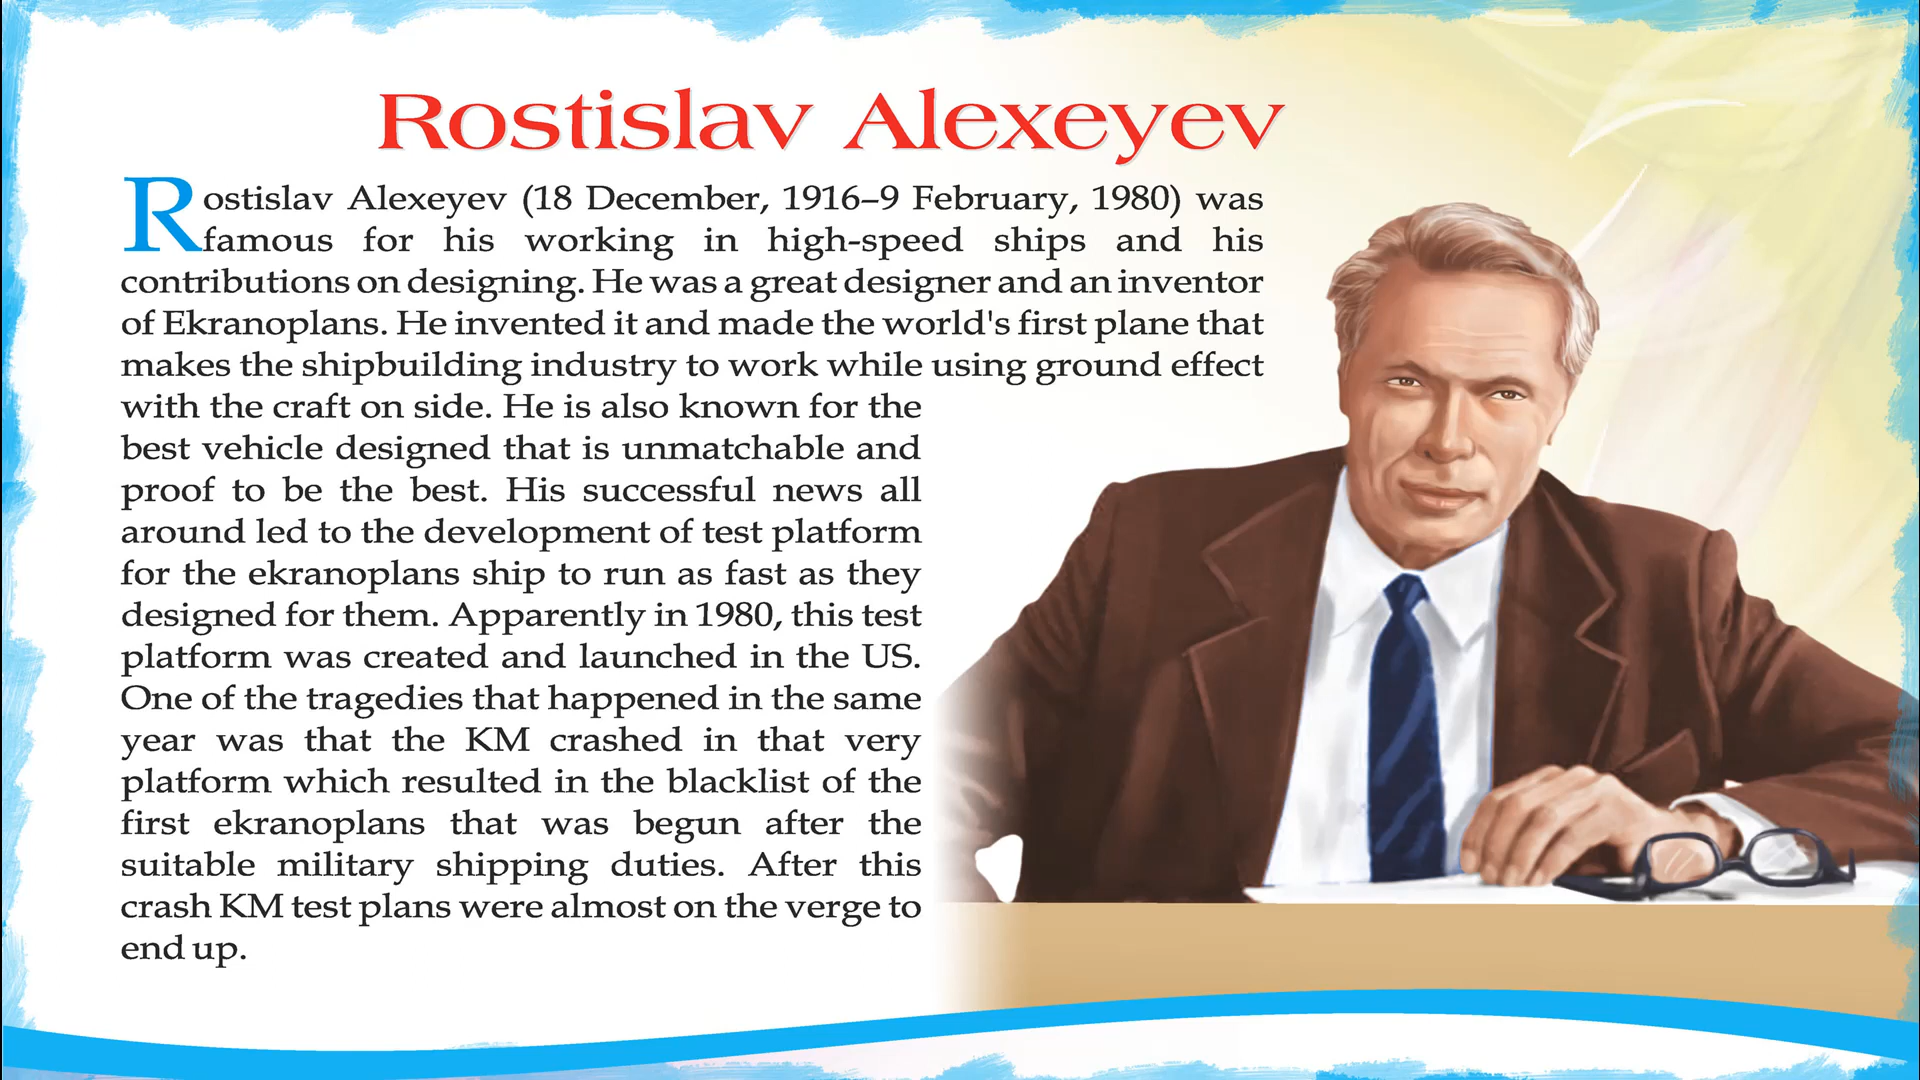 Rostislav Alexeyev
Rostislav Alexeyev (18 December, 1916–9 February, 1980) was
famous for his working in high-speed ships and his
contributions on designing. He was a great designer and an inventor
of Ekranoplans. He invented it and made the world's first plane that
makes the shipbuilding industry to work while using ground effect
with the craft on side. He is also known for the
best vehicle designed that is unmatchable and
proof to be the best. His successful news all
around led to the development of test platform
for the ekranoplans ship to run as fast as they
designed for them. Apparently in 1980, this test
platform was created and launched in the US.
One of the tragedies that happened in the same
year was that the KM crashed in that very
platform which resulted in the blacklist of the
first ekranoplans that was begun after the
suitable military shipping duties. After this
crash KM test plans were almost on the verge to
end up.